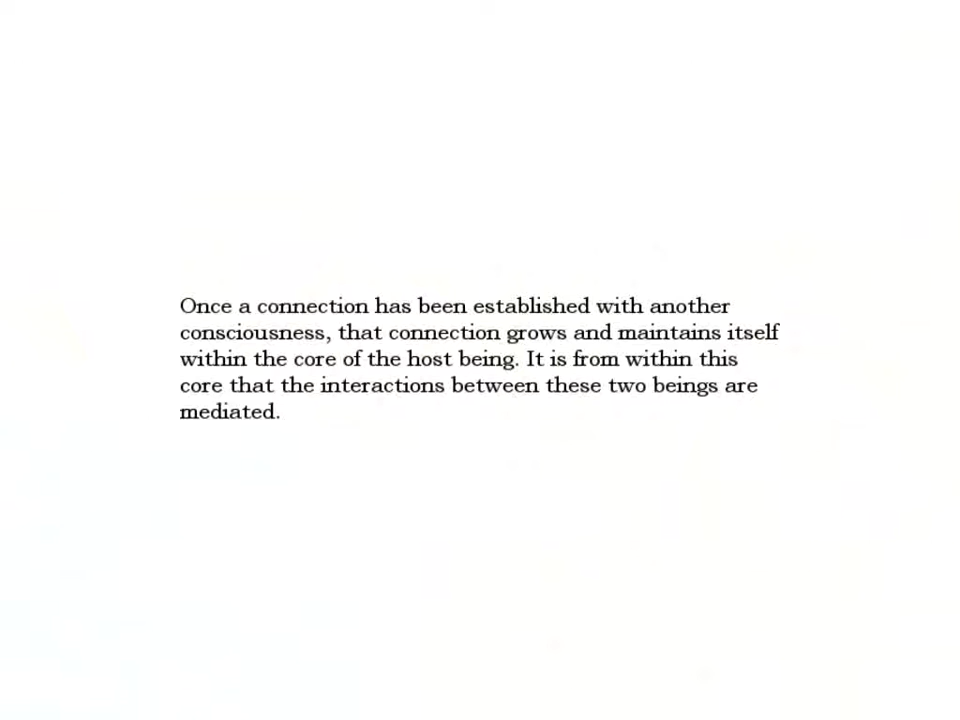 Once a connection has been established with another
consciousness, that connection grows and maintains itself
within the core of the host being. It is from within this
core that the interactions between these two beings are
mediated.